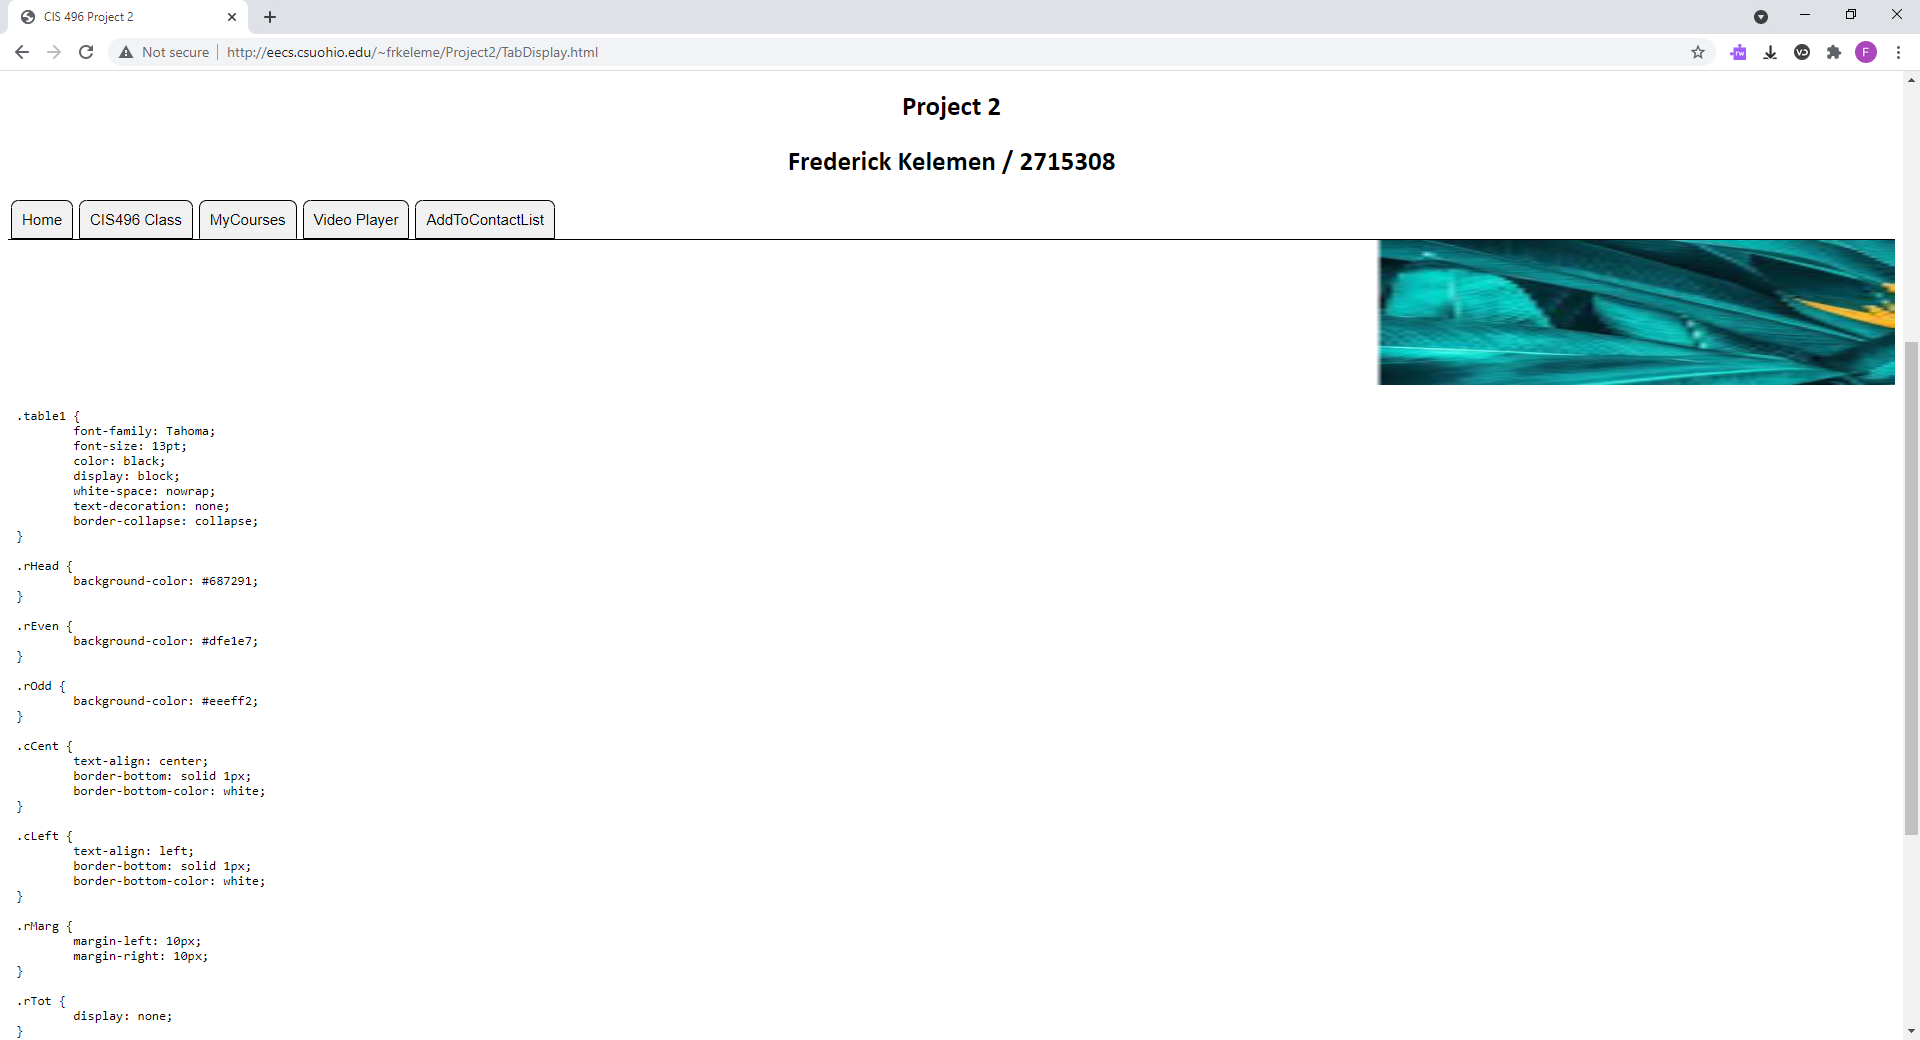 CIS 496 Project 2
Not secure | http://eecs.csuohio.edu/~frkeleme/Project2/TabDisplay.html
rw
VD
F
Project 2
Frederick Kelemen / 2715308
Home CIS496 Class MyCourses Video Player AddToContactList
.table1 {
font-family: Tahoma;
font-size: 13pt;
color: black;
display: block;
white-space: nowrap;
text-decoration: none;
border-collapse: collapse;
}
.rHead {
background-color: #687291;
}
.rEven {
background-color: #dfe1e7;
}
.rOdd {
background-color: #eeeff2;
}
.cCent {
text-align: center;
border-bottom: solid 1px;
border-bottom-color: white;
}
.cLeft {
text-align: left;
border-bottom: solid 1px;
border-bottom-color: white;
}
.rMarg {
margin-left: 10px;
margin-right: 10px;
}
.rTot {
display: none;
}